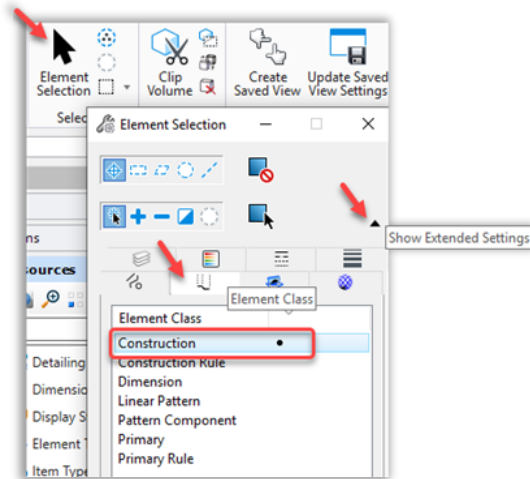 Element
Selection
Clip
Volume
Create
Saved View
Update Saved
View Settings
Selec
Element Selection
Show Extended Settings
ns
ources
Element Class
Element Class
Construction
Construction Rule
Dimension
Linear Pattern
Pattern Component
Primary
Primary Rule
Detailing
Dimensio
Display S
Element T
Item Type